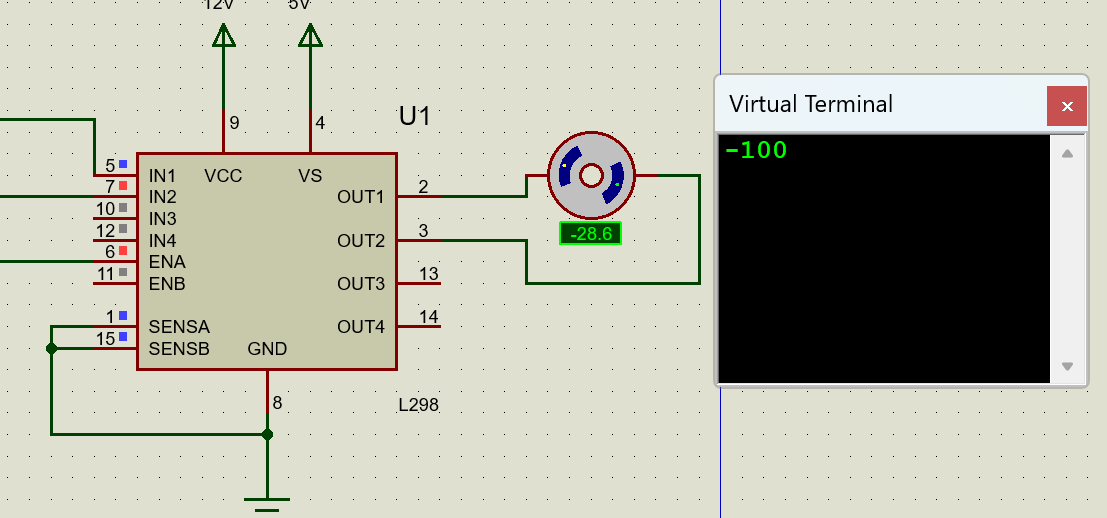 12V 5V
U1
9 4
5 IN1 VCC VS
7 IN2 OUT1 2
10 IN3
12 IN4 OUT2 3
6 ENA
11 ENB OUT3 13
1 SENSA OUT4 14
15 SENSB GND
8 L298
-28.6
Virtual Terminal
-100